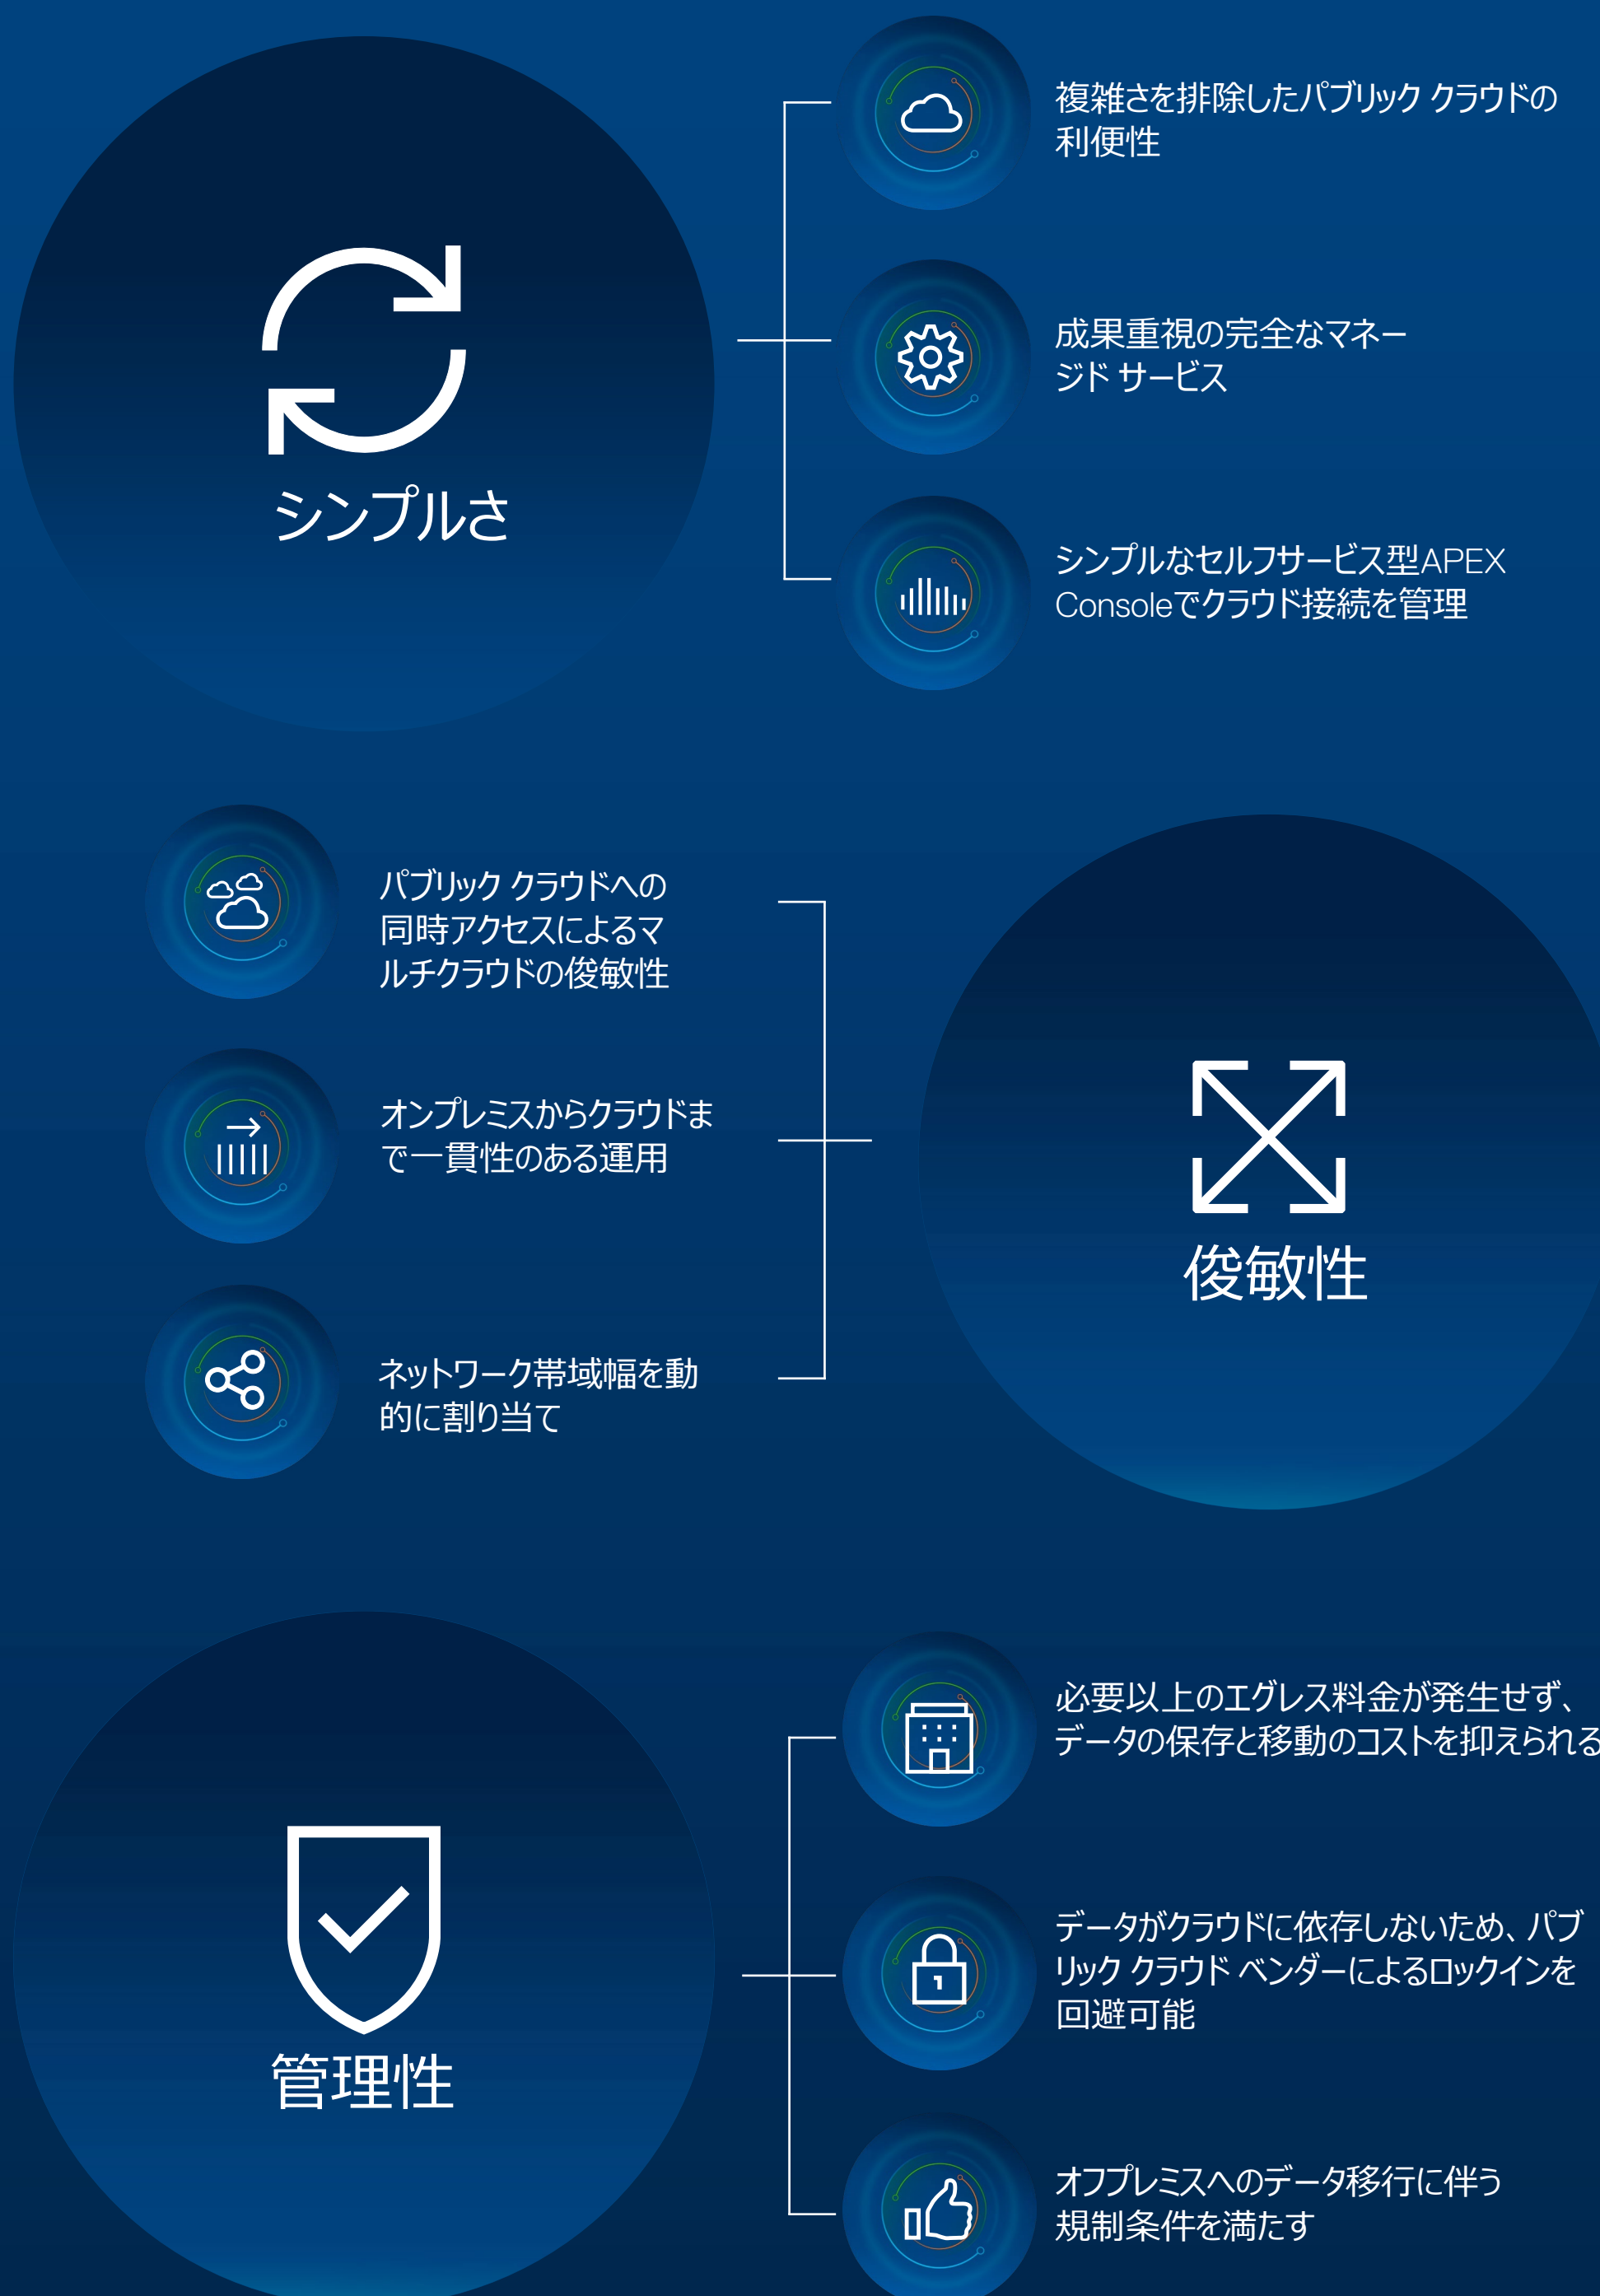 シンプルさ
複雑さを排除したパブリック クラウドの
利便性
成果重視の完全なマネー
ジド サービス
シンプルなセルフサービス型APEX
Consoleでクラウド接続を管理
パブリック クラウドへの
同時アクセスによるマ
ルチクラウドの俊敏性
オンプレミスからクラウドま
で一貫性のある運用
ネットワーク帯域幅を動
的に割り当て
俊敏性
管理性
必要以上のエグレス料金が発生せず、
データの保存と移動のコストを抑えられる
データがクラウドに依存しないため、パブ
リック クラウド ベンダーによるロックインを
回避可能
オフプレミスへのデータ移行に伴う
規制条件を満たす